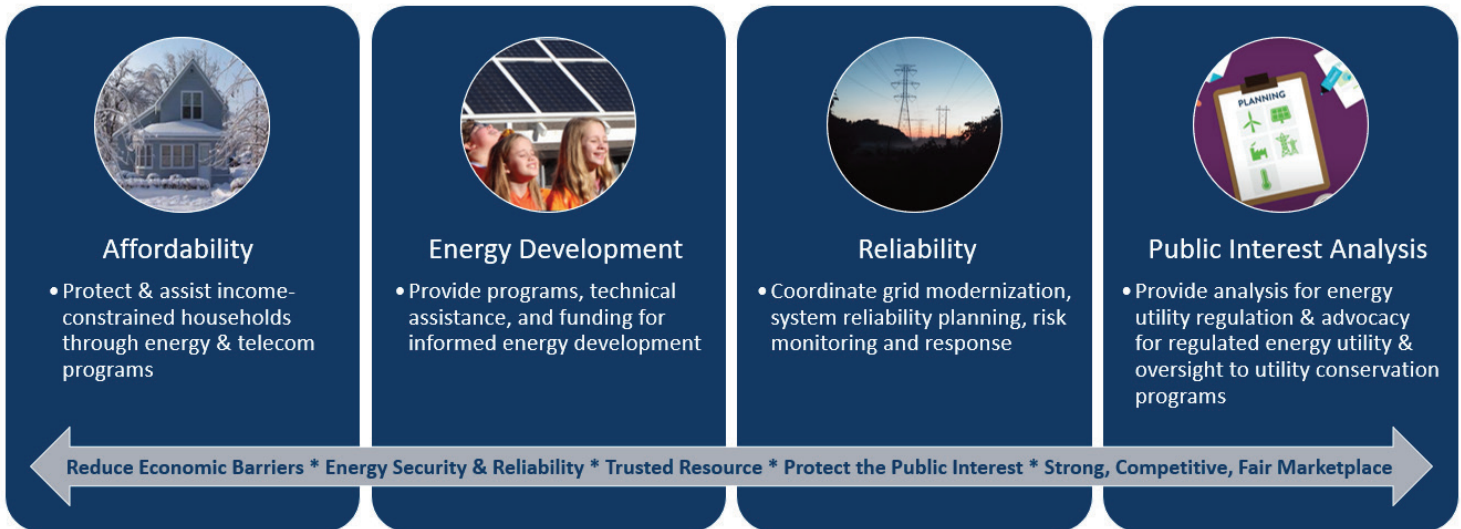 PLANNING
Affordability
• Protect & assist income-
constrained households
through energy & telecom
programs
Energy Development
• Provide programs, technical
assistance, and funding for
informed energy development
Reliability
• Coordinate grid modernization,
system reliability planning, risk
monitoring and response
Public Interest Analysis
• Provide analysis for energy
utility regulation & advocacy
for regulated energy utility &
oversight to utility conservation
programs
Reduce Economic Barriers * Energy Security & Reliability * Trusted Resource * Protect the Public Interest * Strong, Competitive, Fair Marketplace